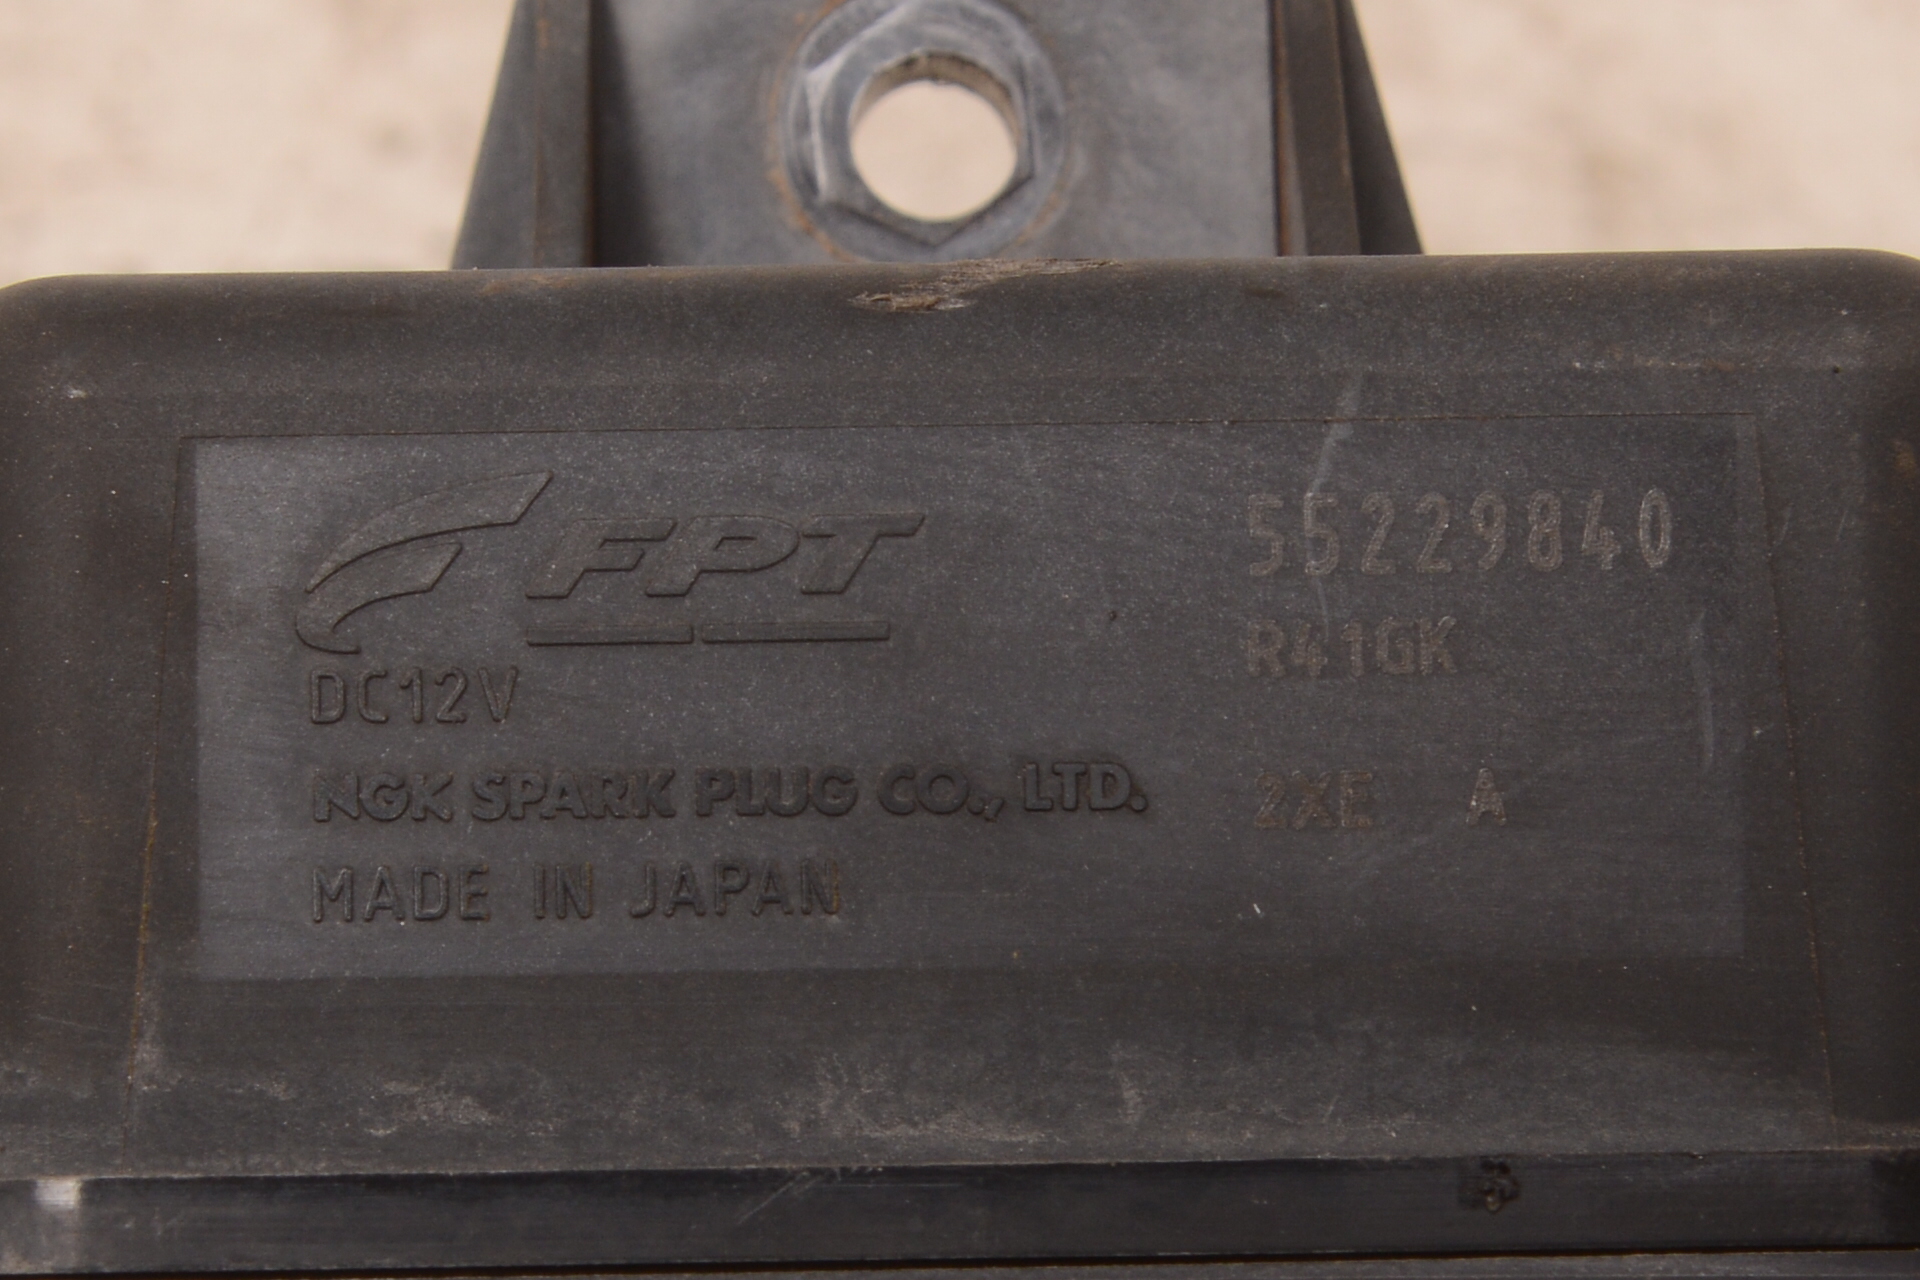 FPT
DC12V
NGK SPARK PLUG CO., LTD.
MADE IN JAPAN
55229840
R41GK
2XE A